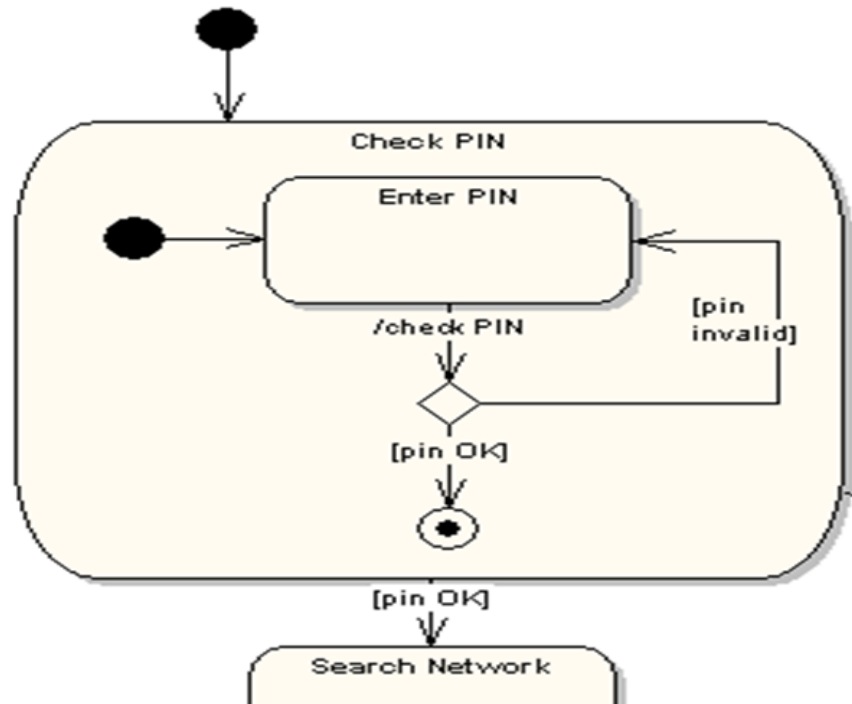 Check PIN
Enter PIN
/check PIN
[pin
invalid]
[pin OK]
[pin OK]
Search Network